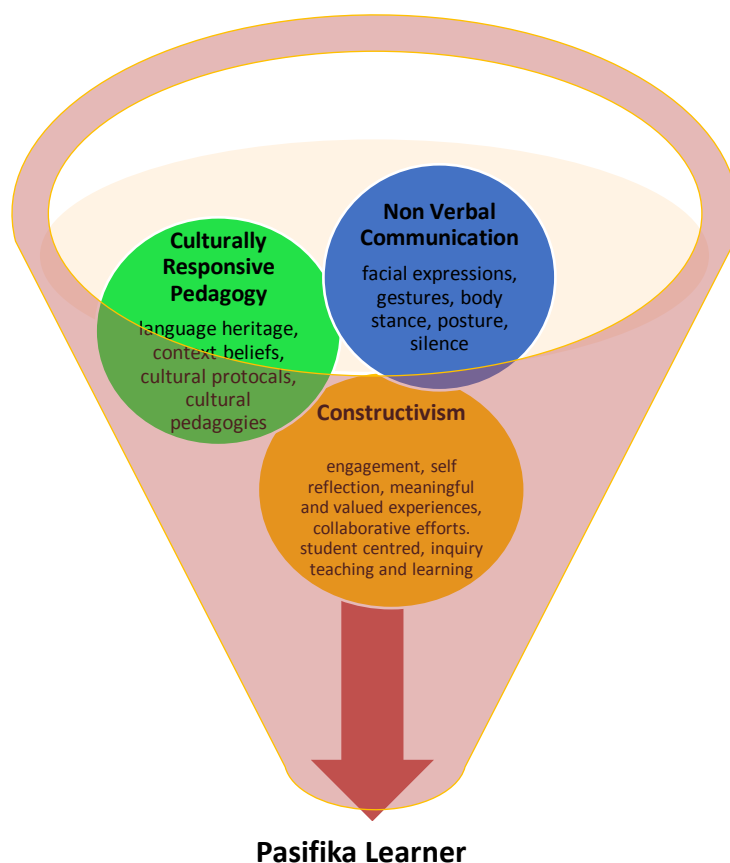 Non Verbal
Communication
facial expressions,
gestures, body
stance, posture,
silence
Culturally
Responsive
Pedagogy
language heritage,
context beliefs,
cultural protocals,
cultural
pedagogies
Constructivism
engagement, self
reflection, meaningful
and valued experiences,
collaborative efforts.
student centred, inquiry
teaching and learning
Pasifika Learner